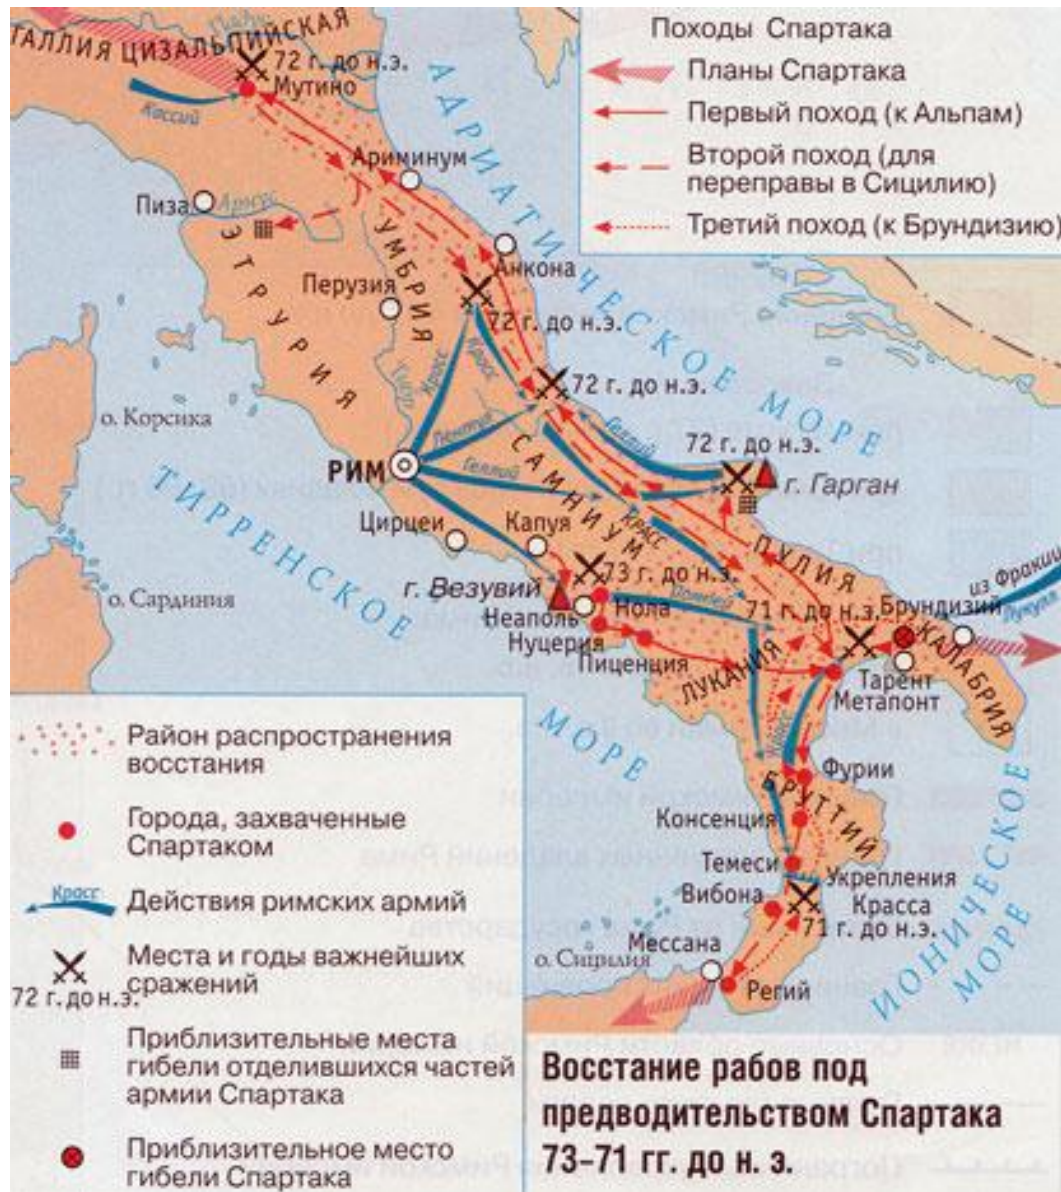 ГАЛЛИЯ ЦИЗАЛЬПИЙСКАЯ
72 г. до н.э.
Мутино
Кассий
Походы Спартака
Планы Спартака
Первый поход (к Альпам)
Второй поход (для
переправы в Сицилию)
Третий поход (к Брундизию)
АДРИАТИЧЕСКОЕ МОРЕ
Ариминум
Пиза
ЭТРУРИЯ
УМБРИЯ
Анкона
Перузия
72 г. до н.э.
Красс
Красс
72 г. до н.э.
о. Корсика
Геллий
72 г. до н.э.
г. Гарган
РИМ
Геллий
САМНИУМ
Красс
ТИРРЕНСКОЕ
МОРЕ
Цирцеи
Капуя
ПУЛИЯ
73 г. до н.э.
г. Везувий
о. Сардиния
Нола
Помпей
71 г. до н.э.
Брундизий
из Фракии
Неаполь
Нуцерия
Пиценция
ЛУКАНИЯ
КАЛАБРИЯ
Тарент
Метапонт
Фурии
БРУТТИЙ
Консенция
Темеси
Вибона
Укрепления
Красса
71 г. до н.э.
Мессана
о. Сицилия
Регий
ИОНИЧЕСКОЕ
МОРЕ
Район распространения
восстания
Города, захваченные
Спартаком
Красс
Действия римских армий
Места и годы важнейших
сражений
72 г. до н.э.
Приблизительные места
гибели отделившихся частей
армии Спартака
Приблизительное место
гибели Спартака
Восстание рабов под
предводительством Спартака
73–71 гг. до н. э.